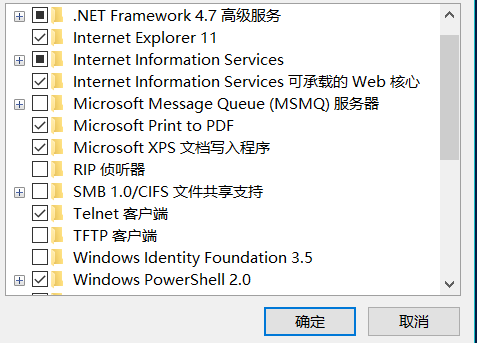 .NET Framework 4.7 高级服务
Internet Explorer 11
Internet Information Services
Internet Information Services 可承载的 Web 核心
Microsoft Message Queue (MSMQ) 服务器
Microsoft Print to PDF
Microsoft XPS 文档写入程序
RIP 侦听器
SMB 1.0/CIFS 文件共享支持
Telnet 客户端
TFTP 客户端
Windows Identity Foundation 3.5
Windows PowerShell 2.0
确定
取消